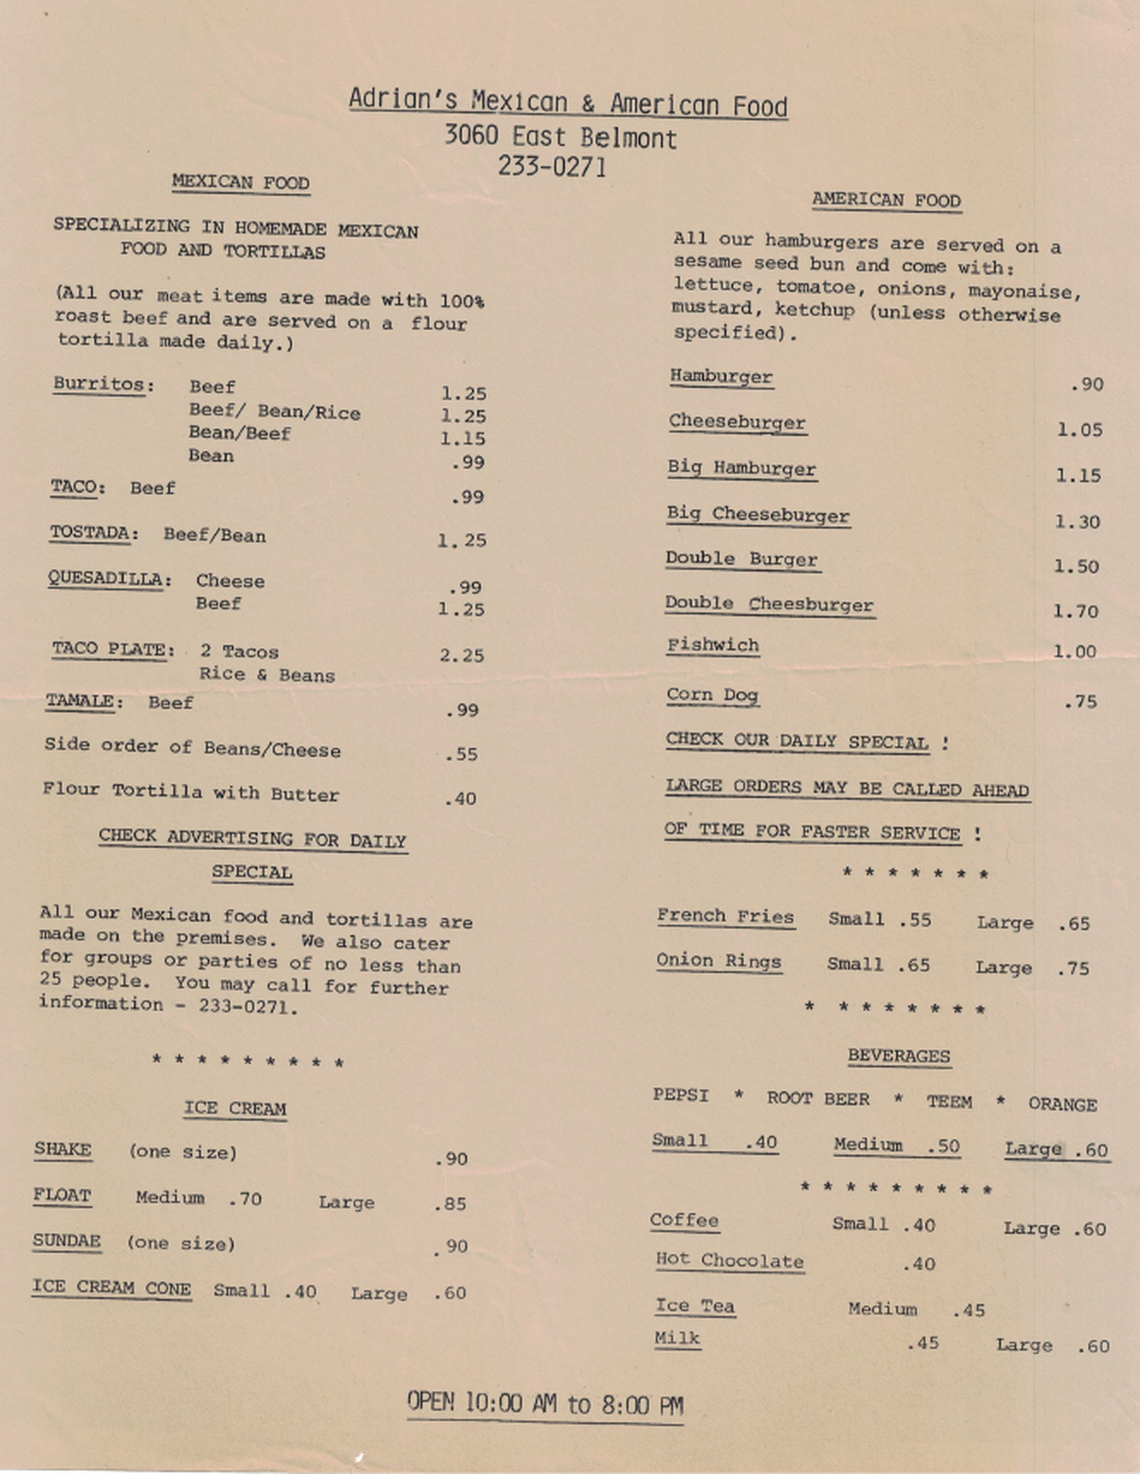 Adrian's Mexican & American Food
3060 East Belmont
233-0271
MEXICAN FOOD
SPECIALIZING IN HOMEMADE MEXICAN
FOOD AND TORTILLAS
(All our meat items are made with 100%
roast beef and are served on a flour
tortilla made daily.)
Burritos: Beef 1.25
Beef/ Bean/Rice 1.25
Bean/Beef 1.15
Bean .99
TACO: Beef .99
TOSTADA: Beef/Bean 1.25
QUESADILLA: Cheese .99
Beef 1.25
TACO PLATE: 2 Tacos 2.25
Rice & Beans
TAMALE: Beef .99
Side order of Beans/Cheese .55
Flour Tortilla with Butter .40
CHECK ADVERTISING FOR DAILY
SPECIAL
All our Mexican food and tortillas are
made on the premises. We also cater
for groups or parties of no less than
25 people. You may call for further
information - 233-0271.
* * * * * * * * *
ICE CREAM
SHAKE (one size) .90
FLOAT Medium .70 Large .85
SUNDAE (one size) .90
ICE CREAM CONE Small .40 Large .60
AMERICAN FOOD
All our hamburgers are served on a
sesame seed bun and come with:
lettuce, tomatoe, onions, mayonaise,
mustard, ketchup (unless otherwise
specified).
Hamburger .90
Cheeseburger 1.05
Big Hamburger 1.15
Big Cheeseburger 1.30
Double Burger 1.50
Double Cheesburger 1.70
Fishwich 1.00
Corn Dog .75
CHECK OUR DAILY SPECIAL !
LARGE ORDERS MAY BE CALLED AHEAD
OF TIME FOR FASTER SERVICE !
* * * * * * *
French Fries Small .55 Large .65
Onion Rings Small .65 Large .75
* * * * * * * *
BEVERAGES
PEPSI * ROOT BEER * TEEM * ORANGE
Small .40 Medium .50 Large .60
* * * * * * * * *
Coffee Small .40 Large .60
Hot Chocolate .40
Ice Tea Medium .45
Milk .45 Large .60
OPEN 10:00 AM to 8:00 PM